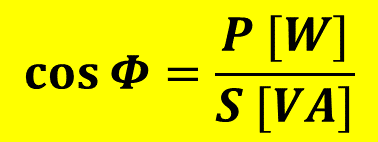 cos Φ = P [W] / S [VA]